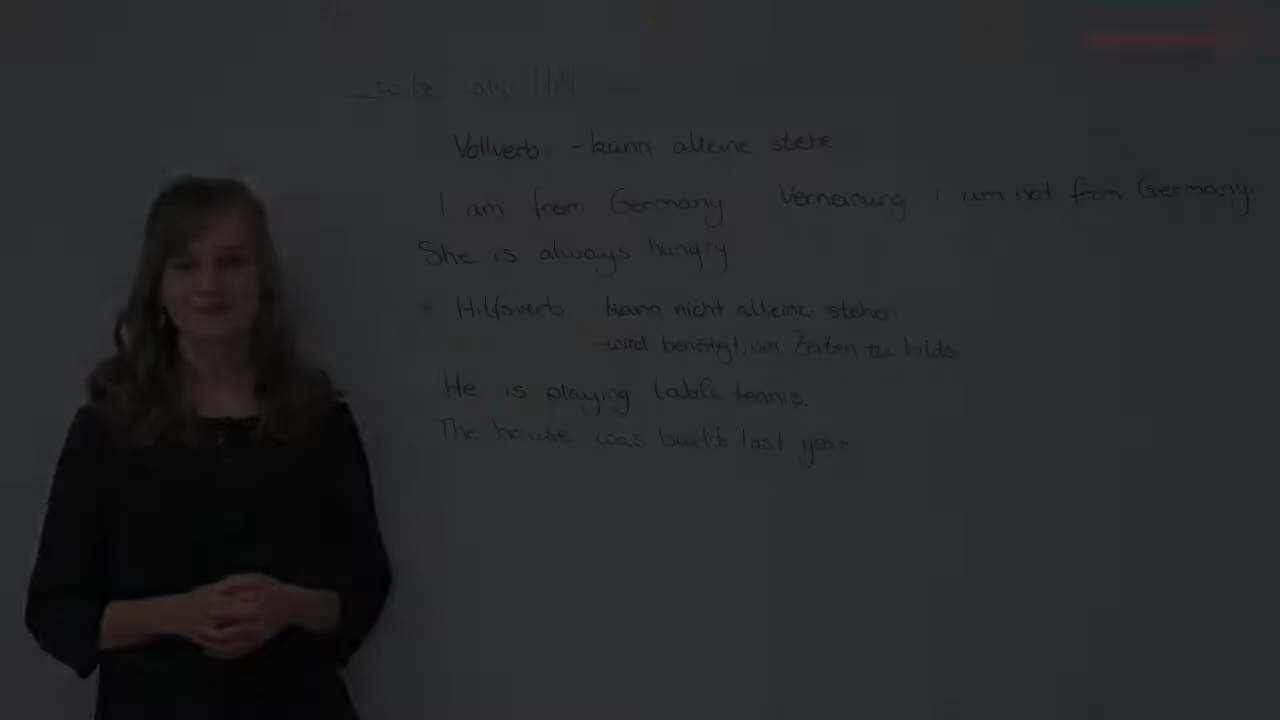 to be als
Vollverb - kann alleine stehe
I am from Germany Verneinung I am not from Germany.
She is always hungry
Hilfsverb kann nicht alleine stehen
- wird benötigt, um Zeiten zu bilde
He is playing table tennis.
The house was built last year